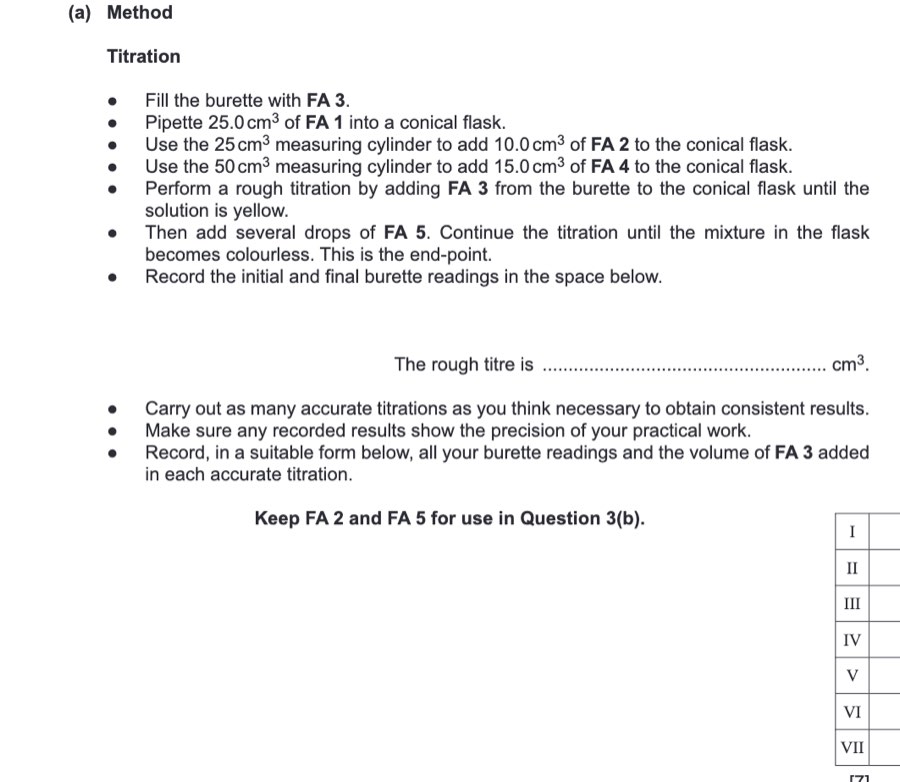 (a) Method
Titration
● Fill the burette with FA 3.
● Pipette 25.0 cm³ of FA 1 into a conical flask.
● Use the 25 cm³ measuring cylinder to add 10.0 cm³ of FA 2 to the conical flask.
● Use the 50 cm³ measuring cylinder to add 15.0 cm³ of FA 4 to the conical flask.
● Perform a rough titration by adding FA 3 from the burette to the conical flask until the
solution is yellow.
● Then add several drops of FA 5. Continue the titration until the mixture in the flask
becomes colourless. This is the end-point.
● Record the initial and final burette readings in the space below.
The rough titre is ............................................................ cm³.
● Carry out as many accurate titrations as you think necessary to obtain consistent results.
● Make sure any recorded results show the precision of your practical work.
● Record, in a suitable form below, all your burette readings and the volume of FA 3 added
in each accurate titration.
Keep FA 2 and FA 5 for use in Question 3(b).
I
II
III
IV
V
VI
VII
[7]